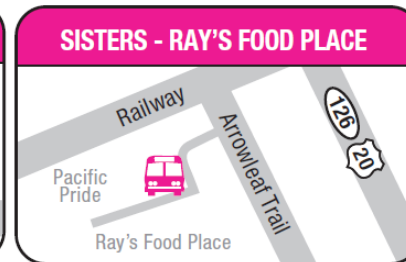 SISTERS - RAY'S FOOD PLACE
Railway
Arrowleaf Trail
126
20
Pacific
Pride
Ray's Food Place